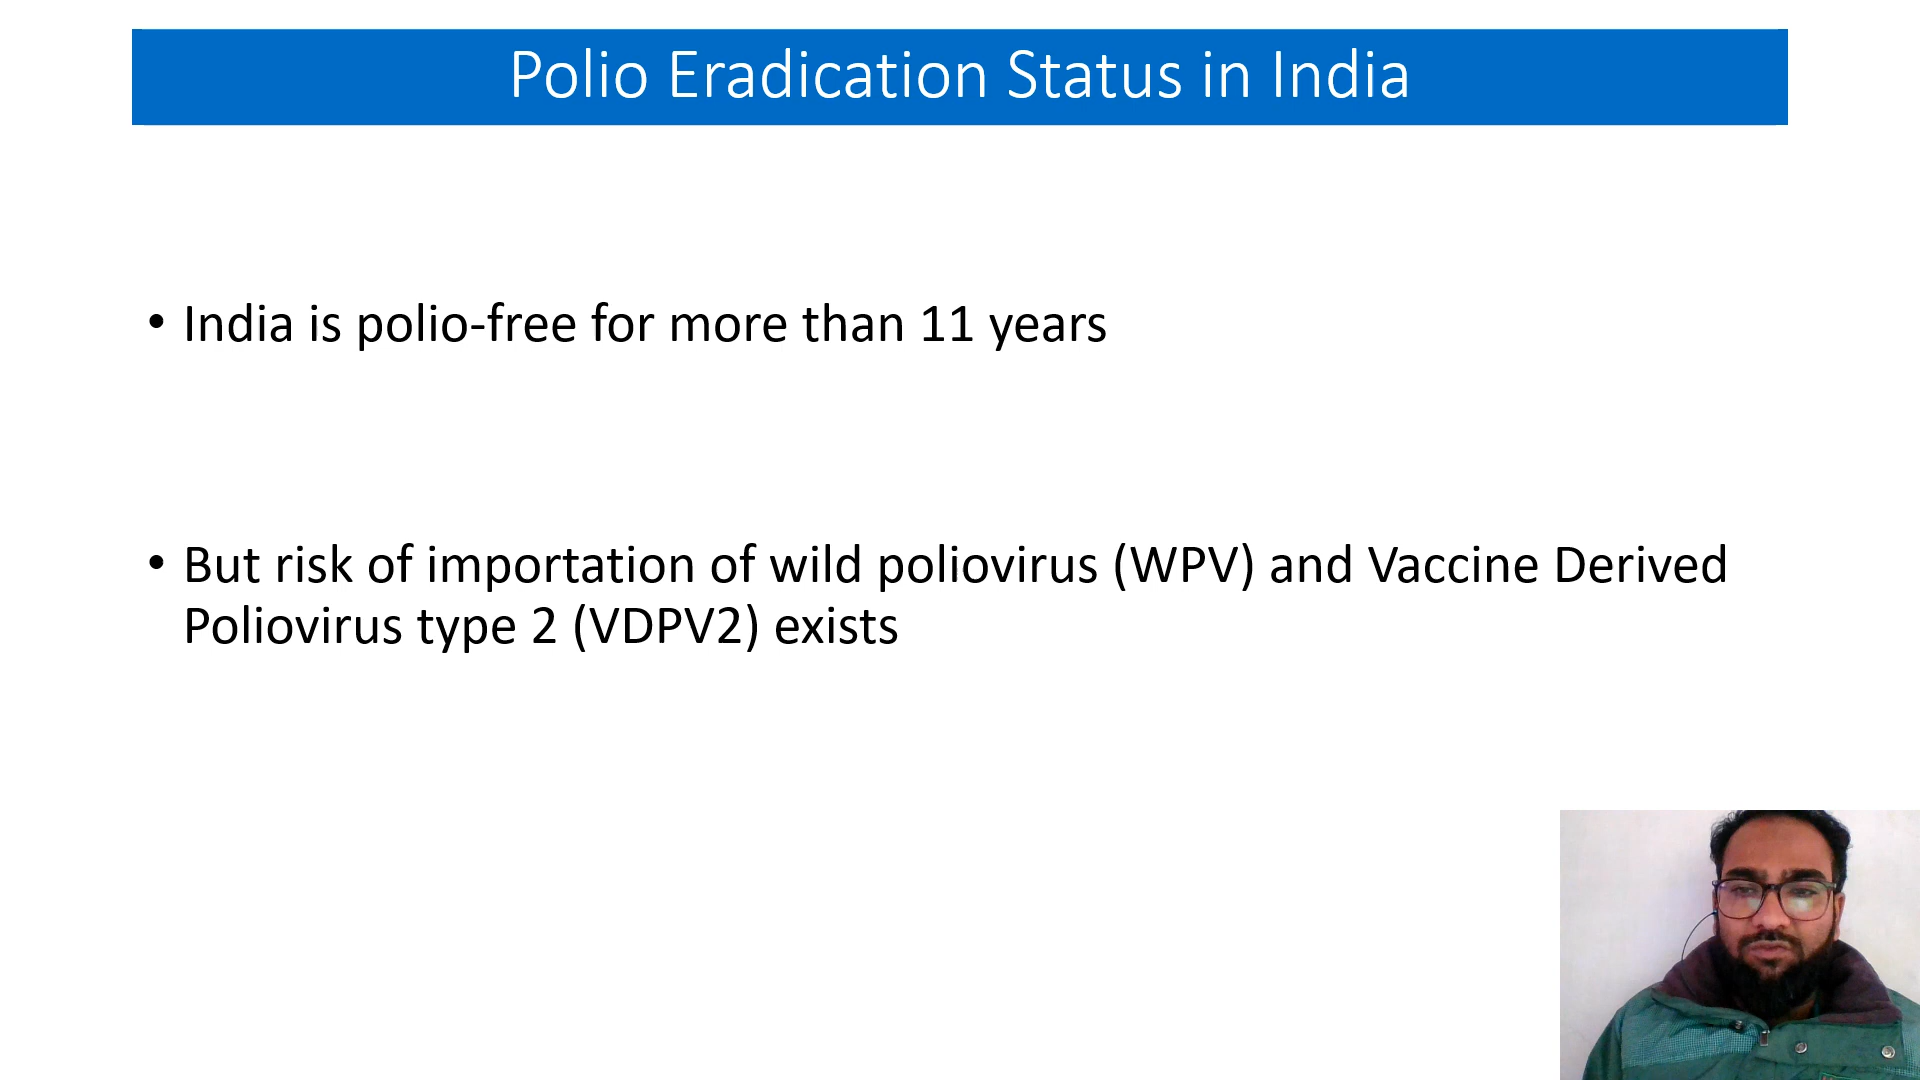 Polio Eradication Status in India
• India is polio-free for more than 11 years
• But risk of importation of wild poliovirus (WPV) and Vaccine Derived
Poliovirus type 2 (VDPV2) exists